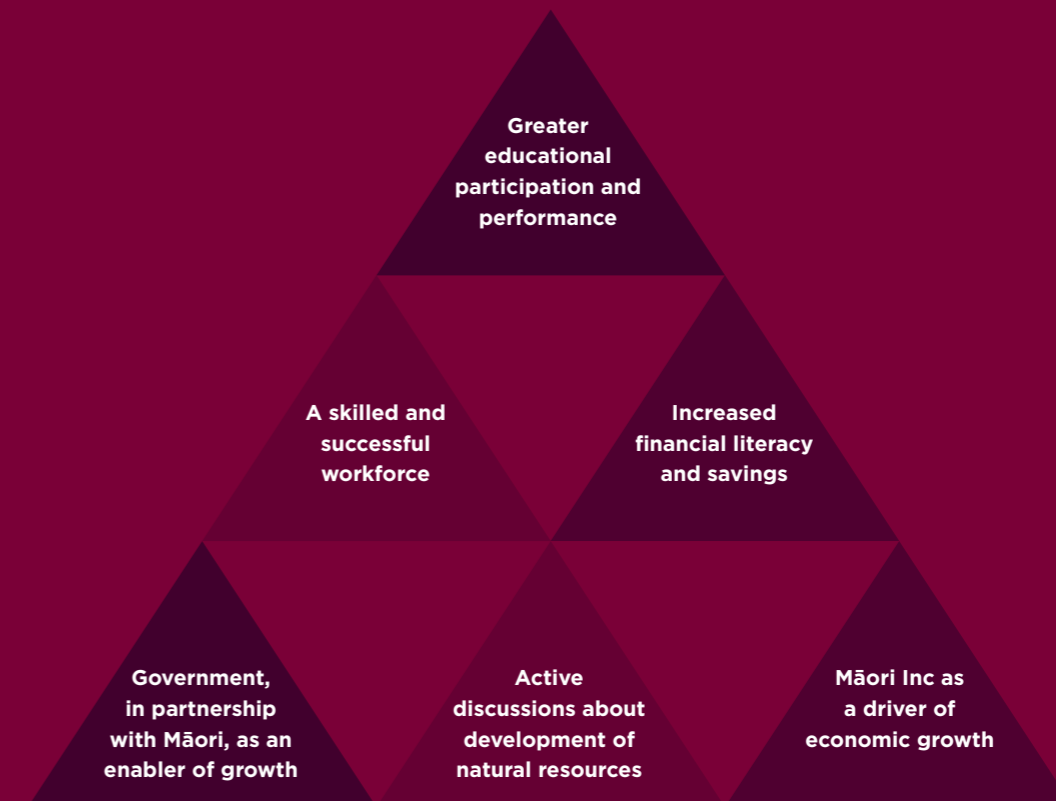 Greater
educational
participation and
performance
A skilled and
successful
workforce
Increased
financial literacy
and savings
Government,
in partnership
with Māori, as an
enabler of growth
Active
discussions about
development of
natural resources
Māori Inc as
a driver of
economic growth